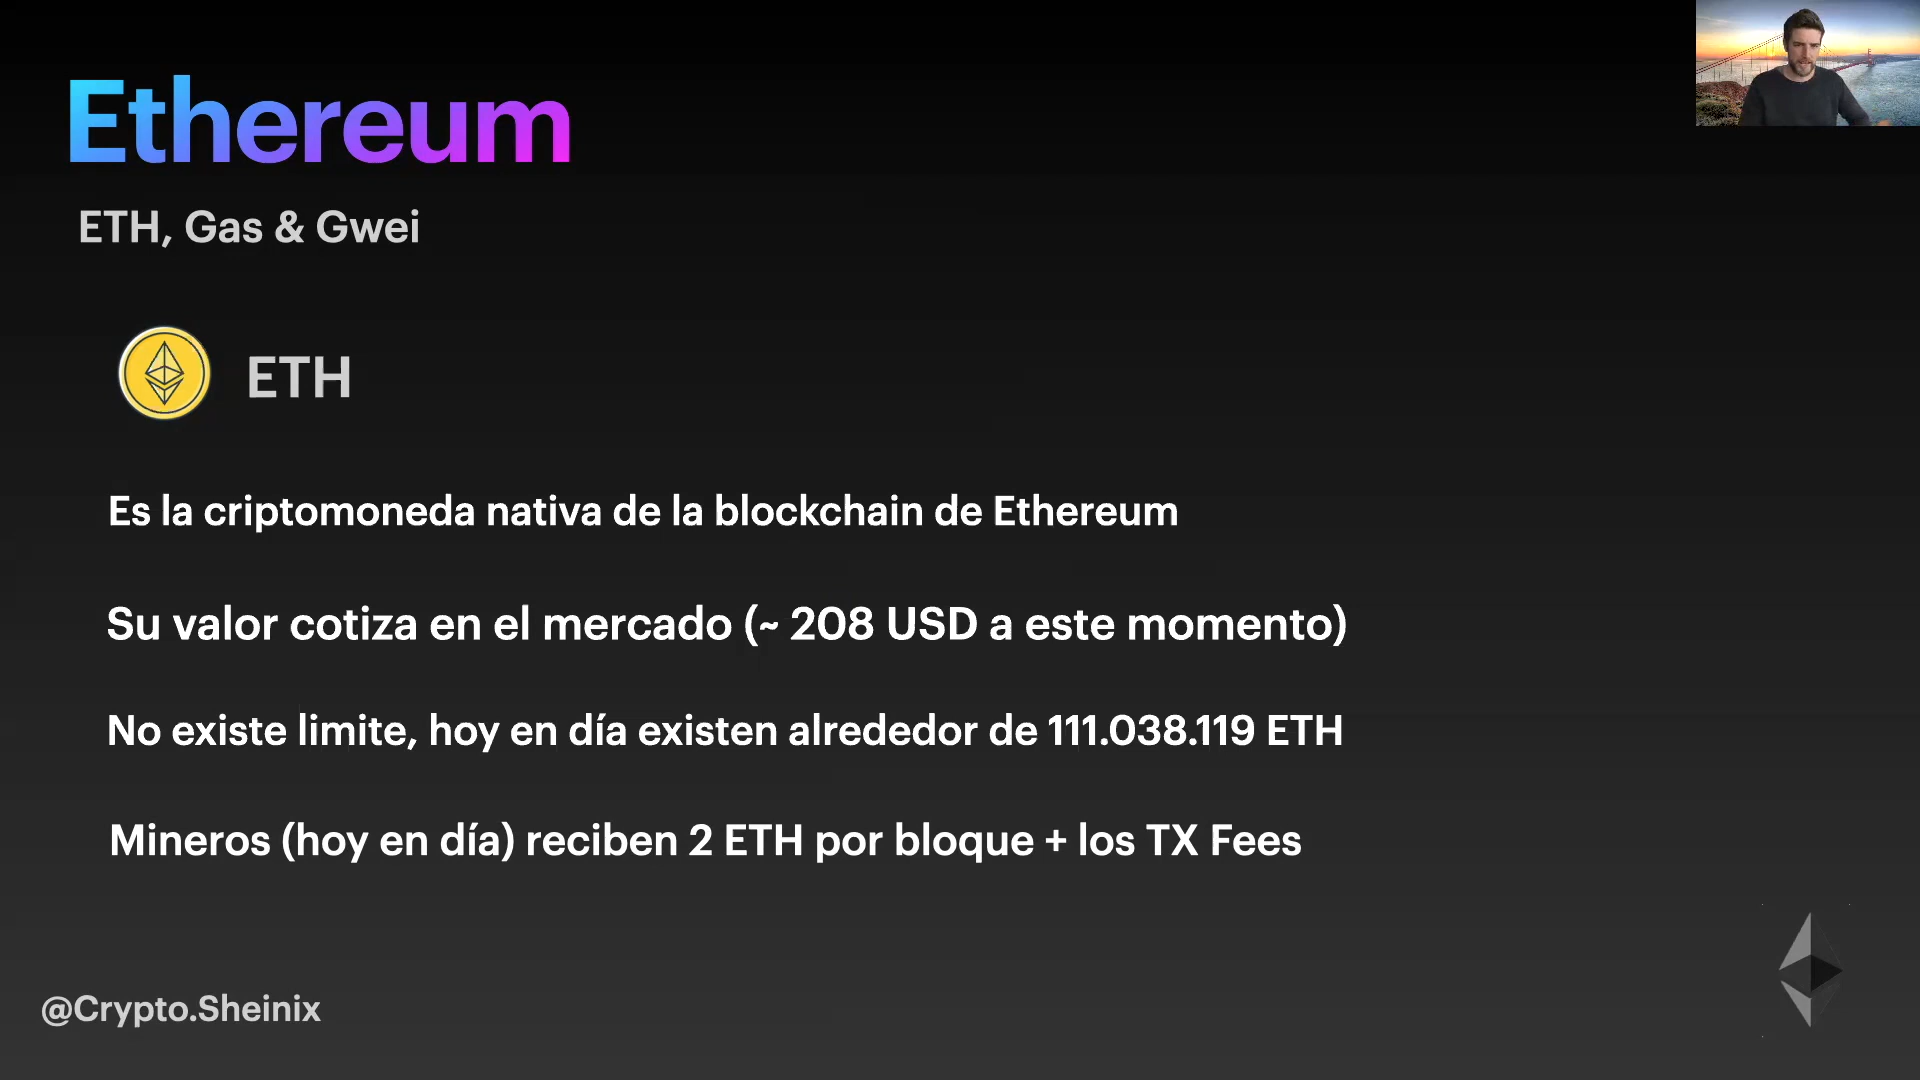 Ethereum
ETH, Gas & Gwei
ETH
Es la criptomoneda nativa de la blockchain de Ethereum
Su valor cotiza en el mercado (~ 208 USD a este momento)
No existe limite, hoy en día existen alrededor de 111.038.119 ETH
Mineros (hoy en día) reciben 2 ETH por bloque + los TX Fees
@Crypto.Sheinix